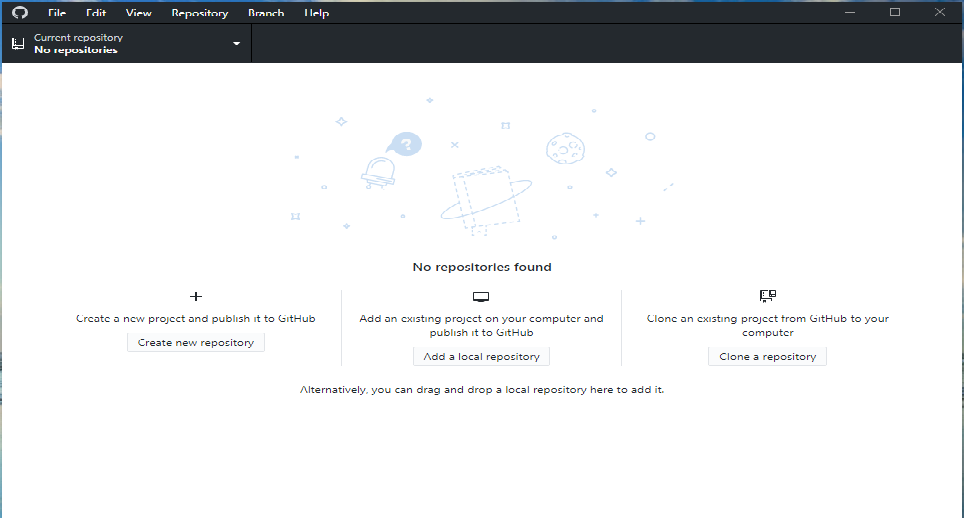 File Edit View Repository Branch Help
Current repository
No repositories
?
No repositories found
Create a new project and publish it to GitHub
Create new repository
Add an existing project on your computer and
publish it to GitHub
Add a local repository
Clone an existing project from GitHub to your
computer
Clone a repository
Alternatively, you can drag and drop a local repository here to add it.